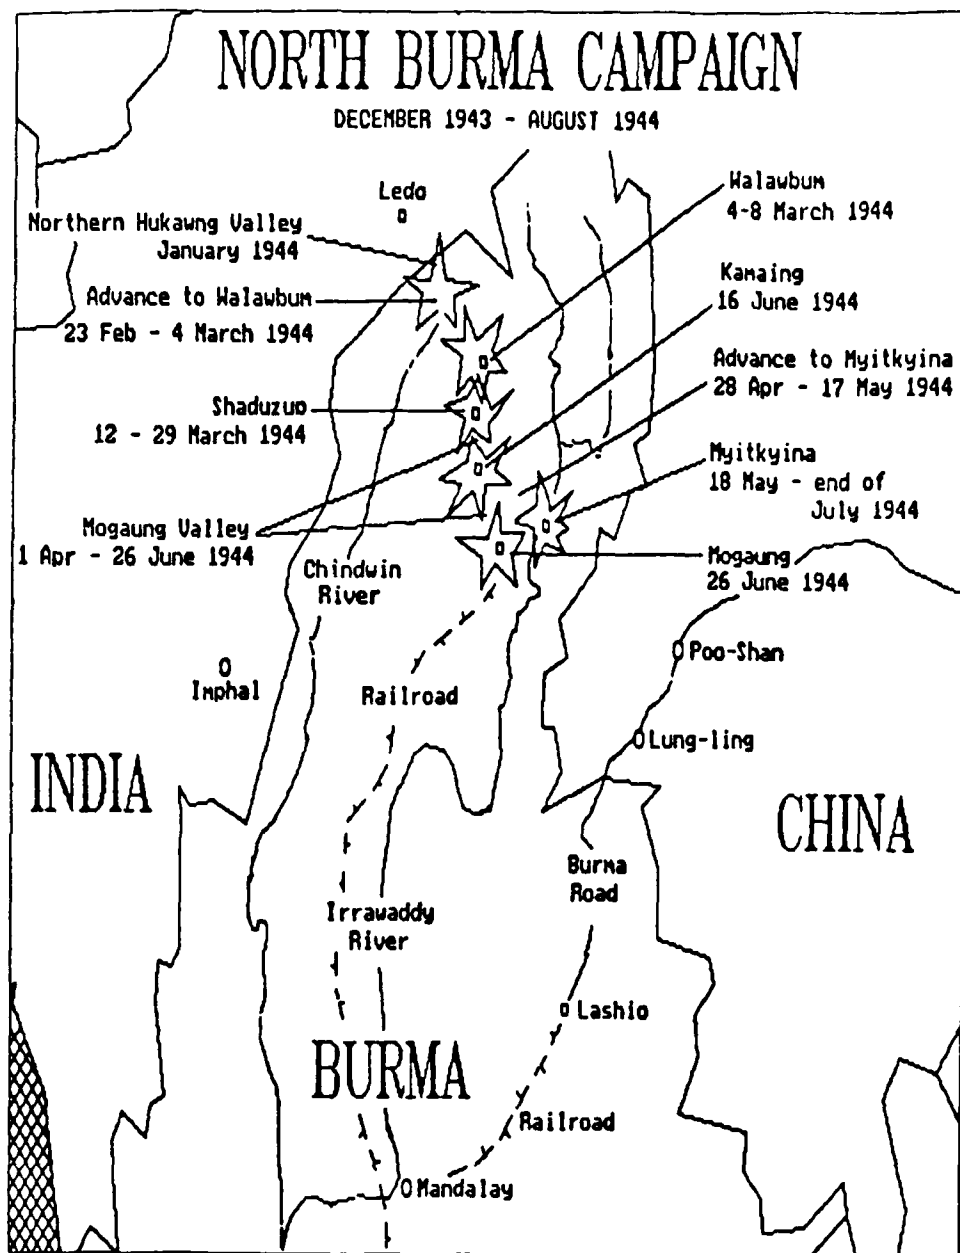 NORTH BURMA CAMPAIGN
DECEMBER 1943 - AUGUST 1944
Ledo
Walawbum
4-8 March 1944
Northern Hukawng Valley
January 1944
Kamaing
16 June 1944
Advance to Walawbum
23 Feb - 4 March 1944
Advance to Myitkyina
28 Apr - 17 May 1944
Shaduzuo
12 - 29 March 1944
Myitkyina
18 May - end of
July 1944
Mogaung Valley
1 Apr - 26 June 1944
Mogaung
26 June 1944
Chindwin
River
Poo-Shan
Imphal
Railroad
Lung-ling
INDIA
CHINA
Burma
Road
Irrawaddy
River
Lashio
BURMA
Railroad
Mandalay